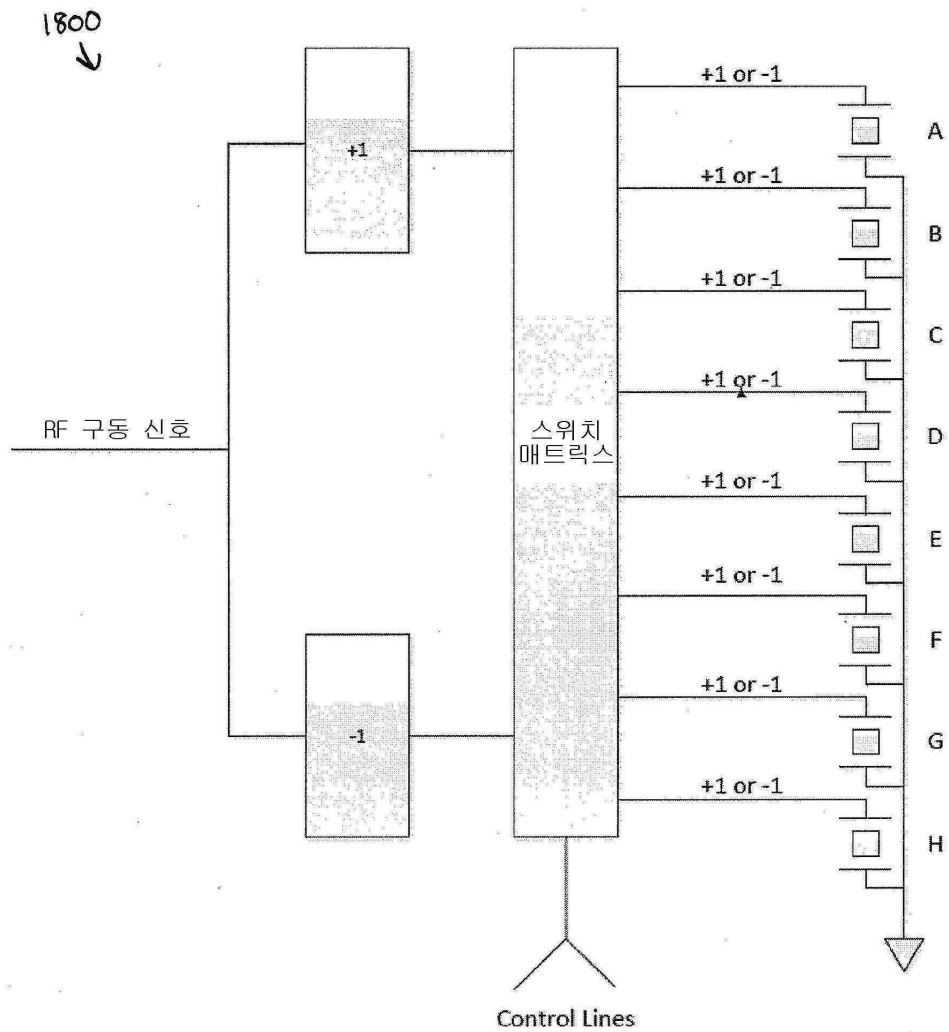 1800
+1 or -1
A
+1
+1 or -1
B
+1 or -1
C
+1 or -1
D
RF 구동 신호
스위치
매트릭스
+1 or -1
E
+1 or -1
F
+1 or -1
G
-1
+1 or -1
H
Control Lines